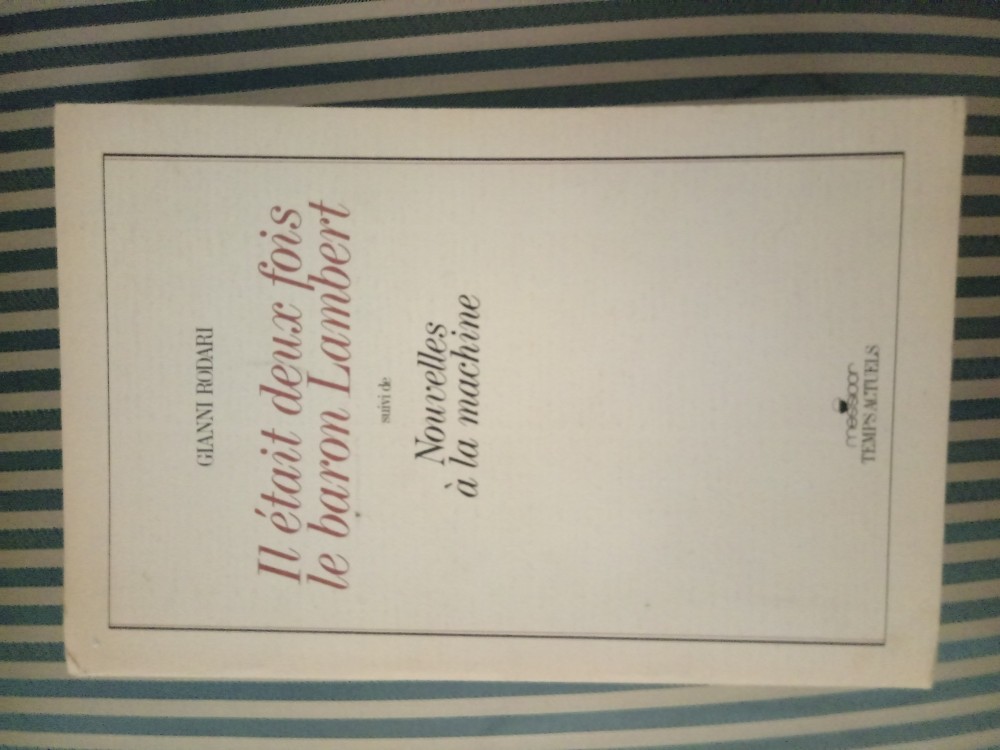 GIANNI RODARI
Il était deux fois
le baron Lambert
suivi de
Nouvelles
à la machine
messidor
TEMPS ACTUELS